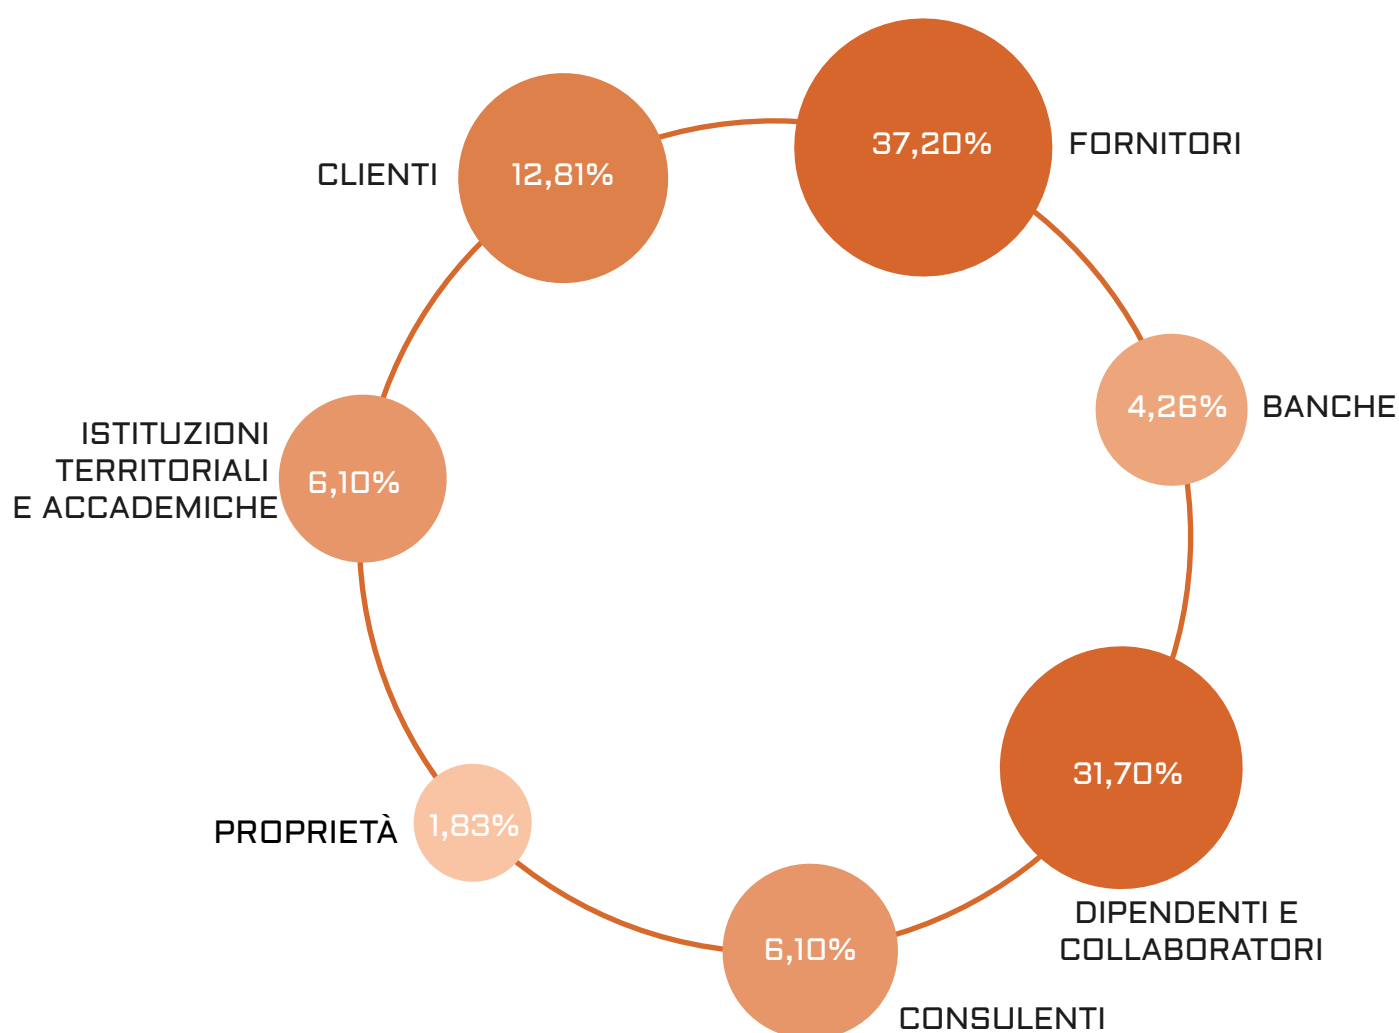 37,20%
FORNITORI
CLIENTI
12,81%
4,26%
BANCHE
ISTITUZIONI
TERRITORIALI
E ACCADEMICHE
6,10%
31,70%
DIPENDENTI E
COLLABORATORI
PROPRIETÀ
1,83%
6,10%
CONSULENTI